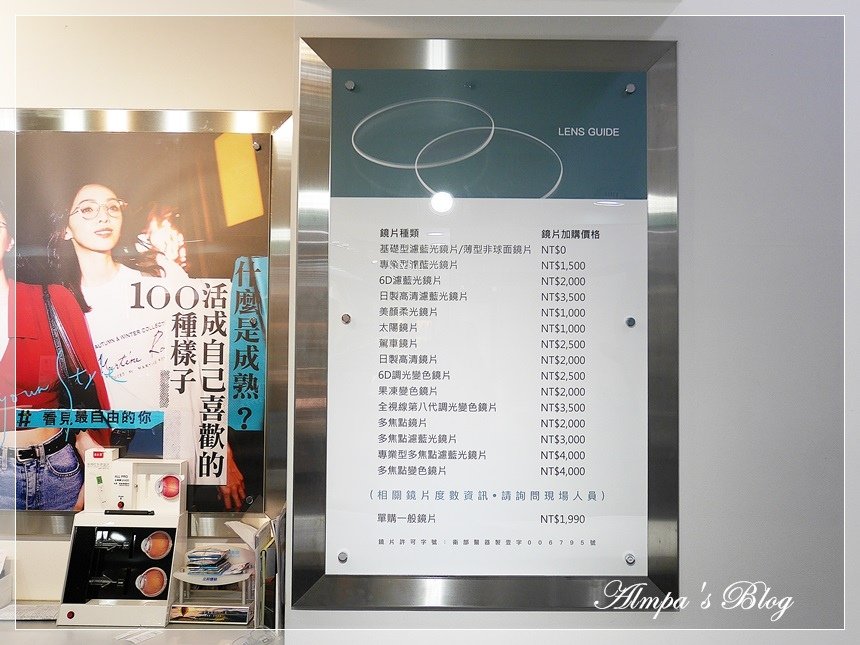 LENS GUIDE
鏡片種類 鏡片加購價格
基礎型濾藍光鏡片/薄型非球面鏡片 NT$0
專業型濾藍光鏡片 NT$1,500
6D濾藍光鏡片 NT$2,000
日製高清濾藍光鏡片 NT$3,500
美顏柔光鏡片 NT$1,000
太陽鏡片 NT$1,000
駕車鏡片 NT$2,500
日製高清鏡片 NT$2,000
6D調光變色鏡片 NT$2,500
果凍變色鏡片 NT$2,000
全視線第八代調光變色鏡片 NT$3,500
多焦點鏡片 NT$2,000
多焦點濾藍光鏡片 NT$3,000
專業型多焦點濾藍光鏡片 NT$4,000
多焦點變色鏡片 NT$4,000
(相關鏡片度數資訊•請詢問現場人員)
單購一般鏡片 NT$1,990
鏡片許可字號：衛部醫器製壹字006795號
什麼是成熟？
活成自己喜歡的
100種樣子
AUTUMN & WINTER COLLECT
your Style
# 看見最自由的你
ALL PRO
Almpa's Blog